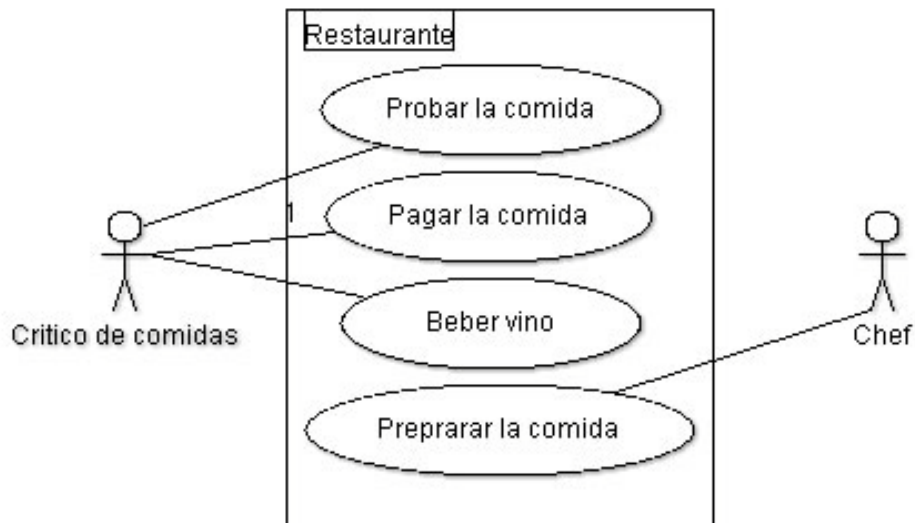 Restaurante
Probar la comida
1
Pagar la comida
Critico de comidas
Beber vino
Chef
Preprarar la comida